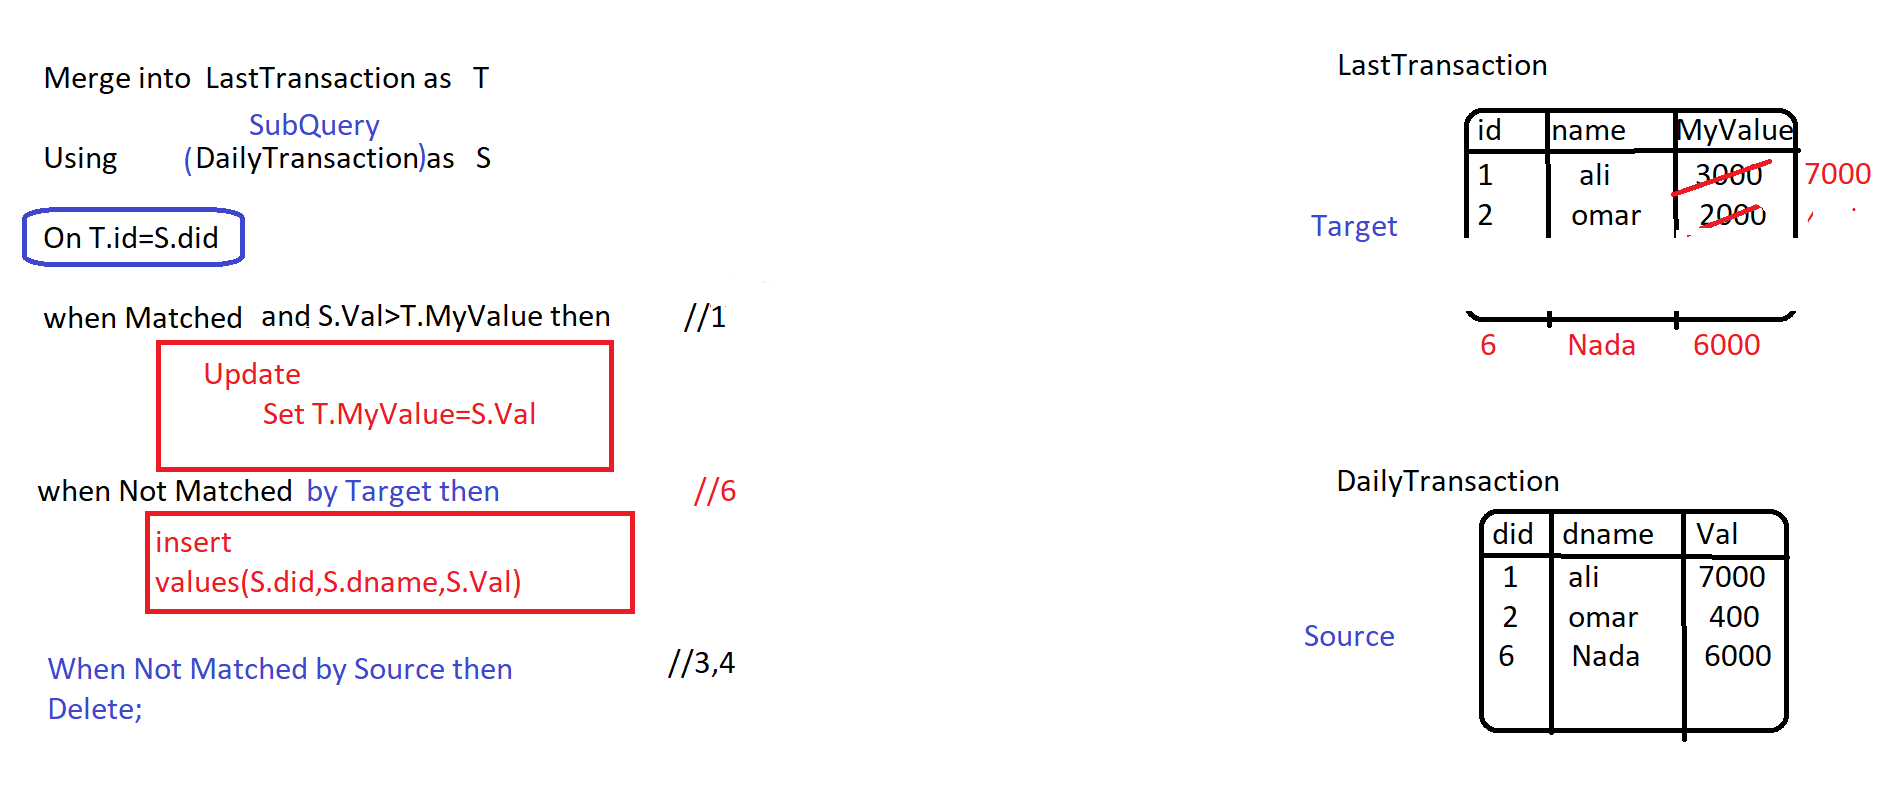 Merge into LastTransaction as T
SubQuery
Using (DailyTransaction)as S
On T.id=S.did
when Matched and S.Val>T.MyValue then //1
Update
Set T.MyValue=S.Val
when Not Matched by Target then //6
insert
values(S.did,S.dname,S.Val)
When Not Matched by Source then //3,4
Delete;
LastTransaction
id name MyValue
1 ali 3000 7000
2 omar 2000
Target
6 Nada 6000
DailyTransaction
did dname Val
1 ali 7000
2 omar 400
Source
6 Nada 6000